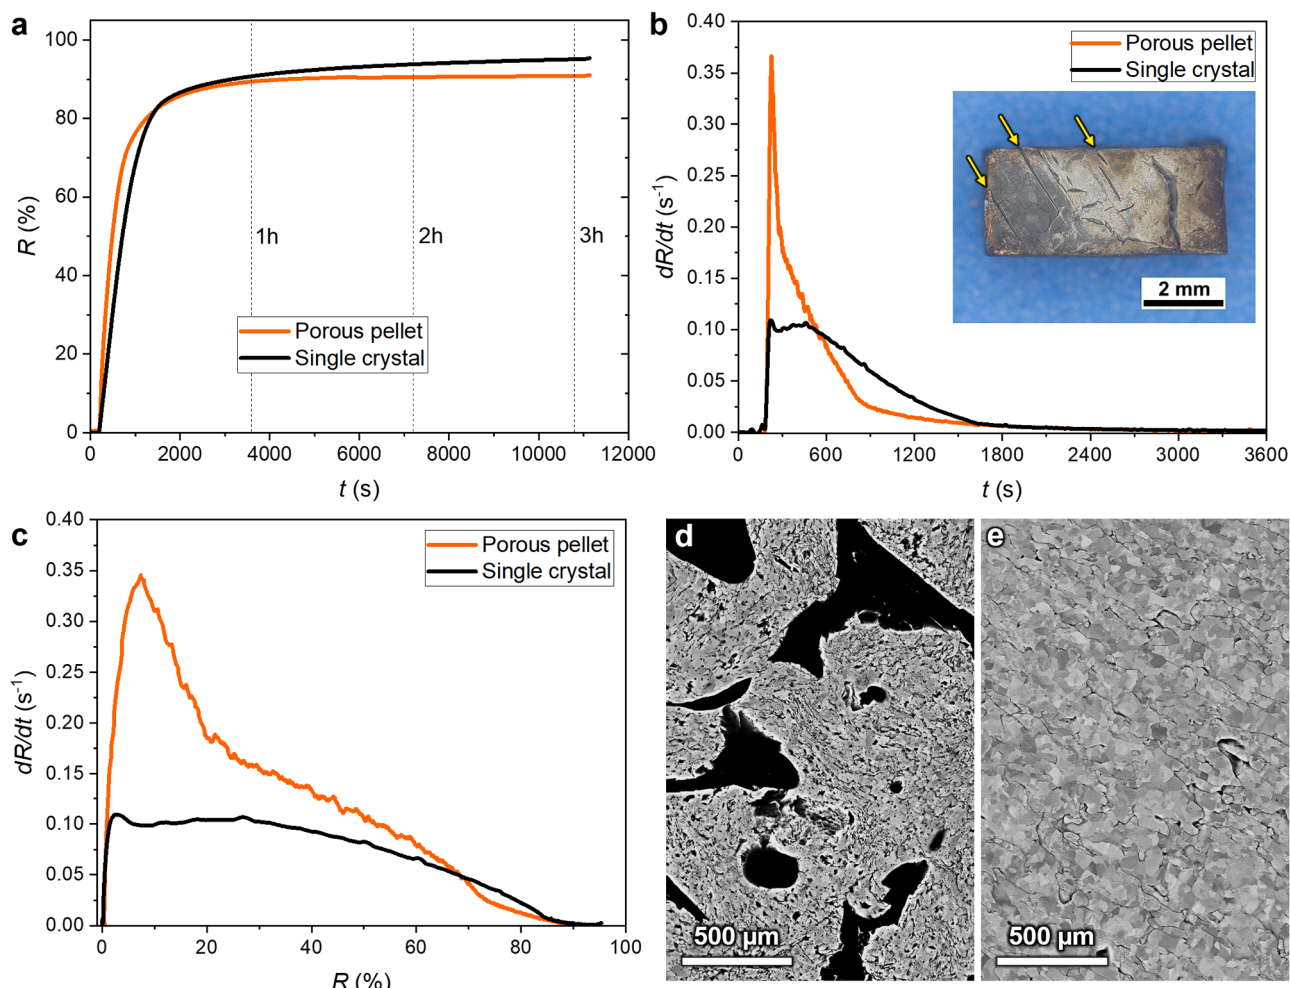 a
100
80
60
40
20
0
R (%)
1h
2h
3h
Porous pellet
Single crystal
0
2000
4000
6000
8000
10000
12000
t (s)
b
0.40
0.35
0.30
0.25
0.20
0.15
0.10
0.05
0.00
dR/dt (s⁻¹)
Porous pellet
Single crystal
2 mm
0
600
1200
1800
2400
3000
3600
t (s)
c
0.40
0.35
0.30
0.25
0.20
0.15
0.10
0.05
0.00
dR/dt (s⁻¹)
Porous pellet
Single crystal
0
20
40
60
80
100
R (%)
d
500 µm
e
500 µm